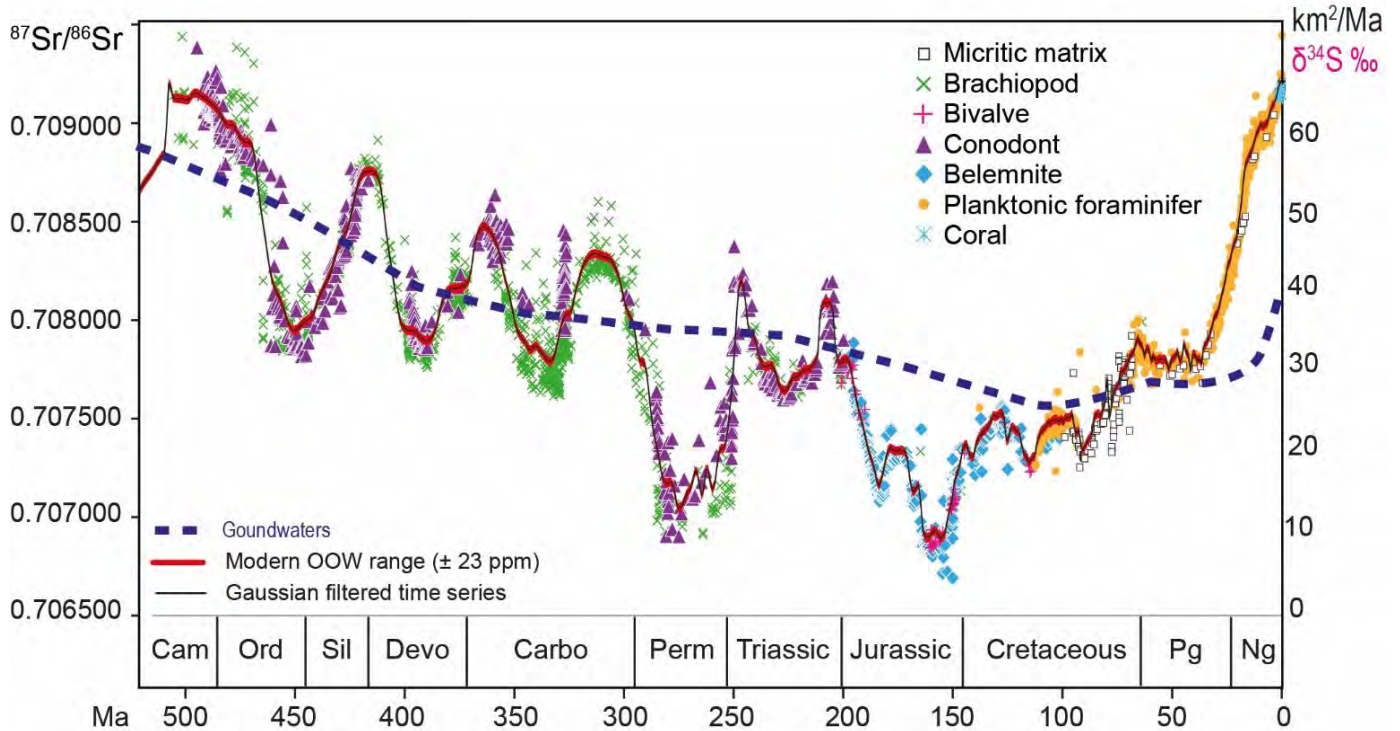 ⁸⁷Sr/⁸⁶Sr
km²/Ma
δ³⁴S ‰
Micritic matrix
Brachiopod
Bivalve
Conodont
Belemnite
Planktonic foraminifer
Coral
0.709000
0.708500
0.708000
0.707500
0.707000
0.706500
60
50
40
30
20
10
0
Goundwaters
Modern OOW range (± 23 ppm)
Gaussian filtered time series
Cam Ord Sil Devo Carbo Perm Triassic Jurassic Cretaceous Pg Ng
Ma 500 450 400 350 300 250 200 150 100 50 0